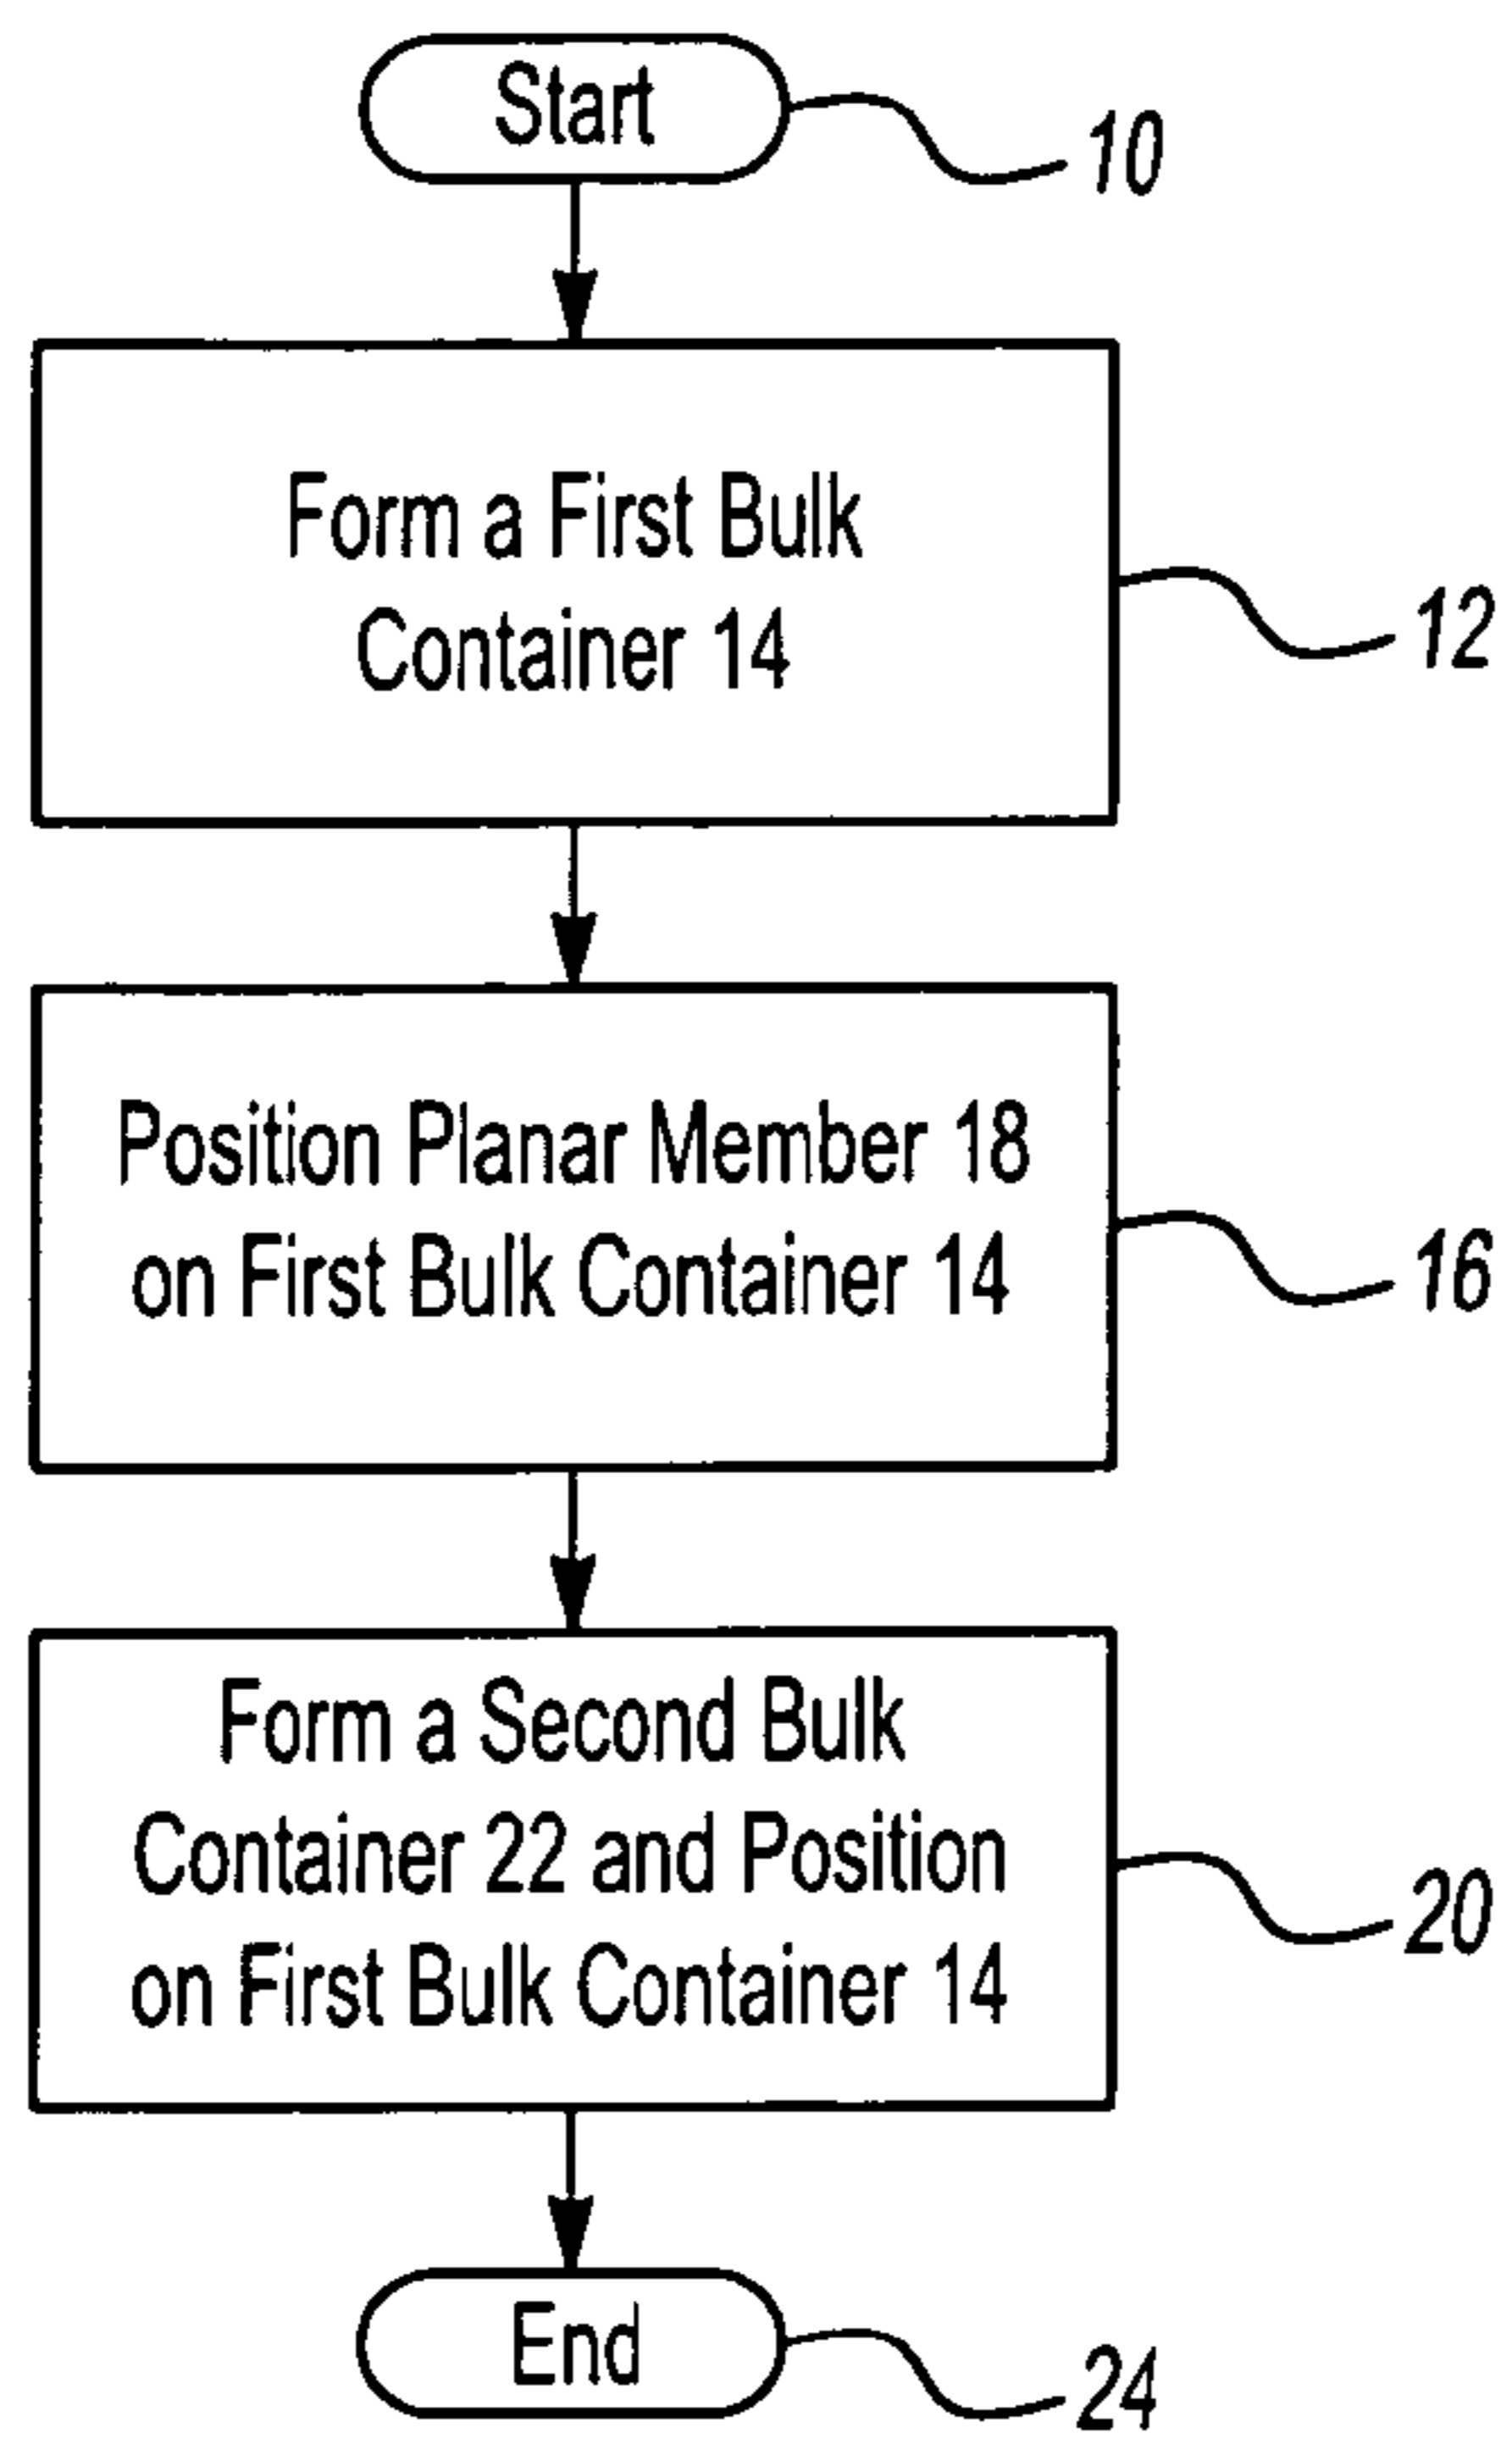 Start
10
Form a First Bulk
Container 14
12
Position Planar Member 18
on First Bulk Container 14
16
Form a Second Bulk
Container 22 and Position
on First Bulk Container 14
20
End
24